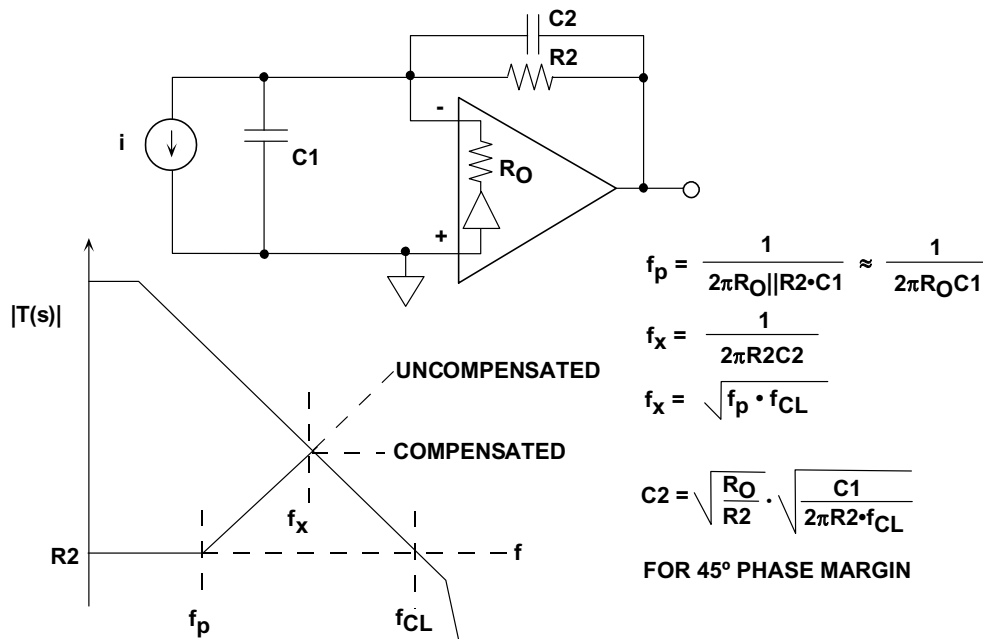 C2
R2
i
C1
-
R_O
+
|T(s)|
UNCOMPENSATED
COMPENSATED
f_x
R2
f
f_p
f_CL
f_p = 1 / 2πR_O||R2•C1 ≈ 1 / 2πR_OC1
f_x = 1 / 2πR2C2
f_x = √(f_p • f_CL)
C2 = √(R_O / R2) · √(C1 / 2πR2•f_CL)
FOR 45º PHASE MARGIN